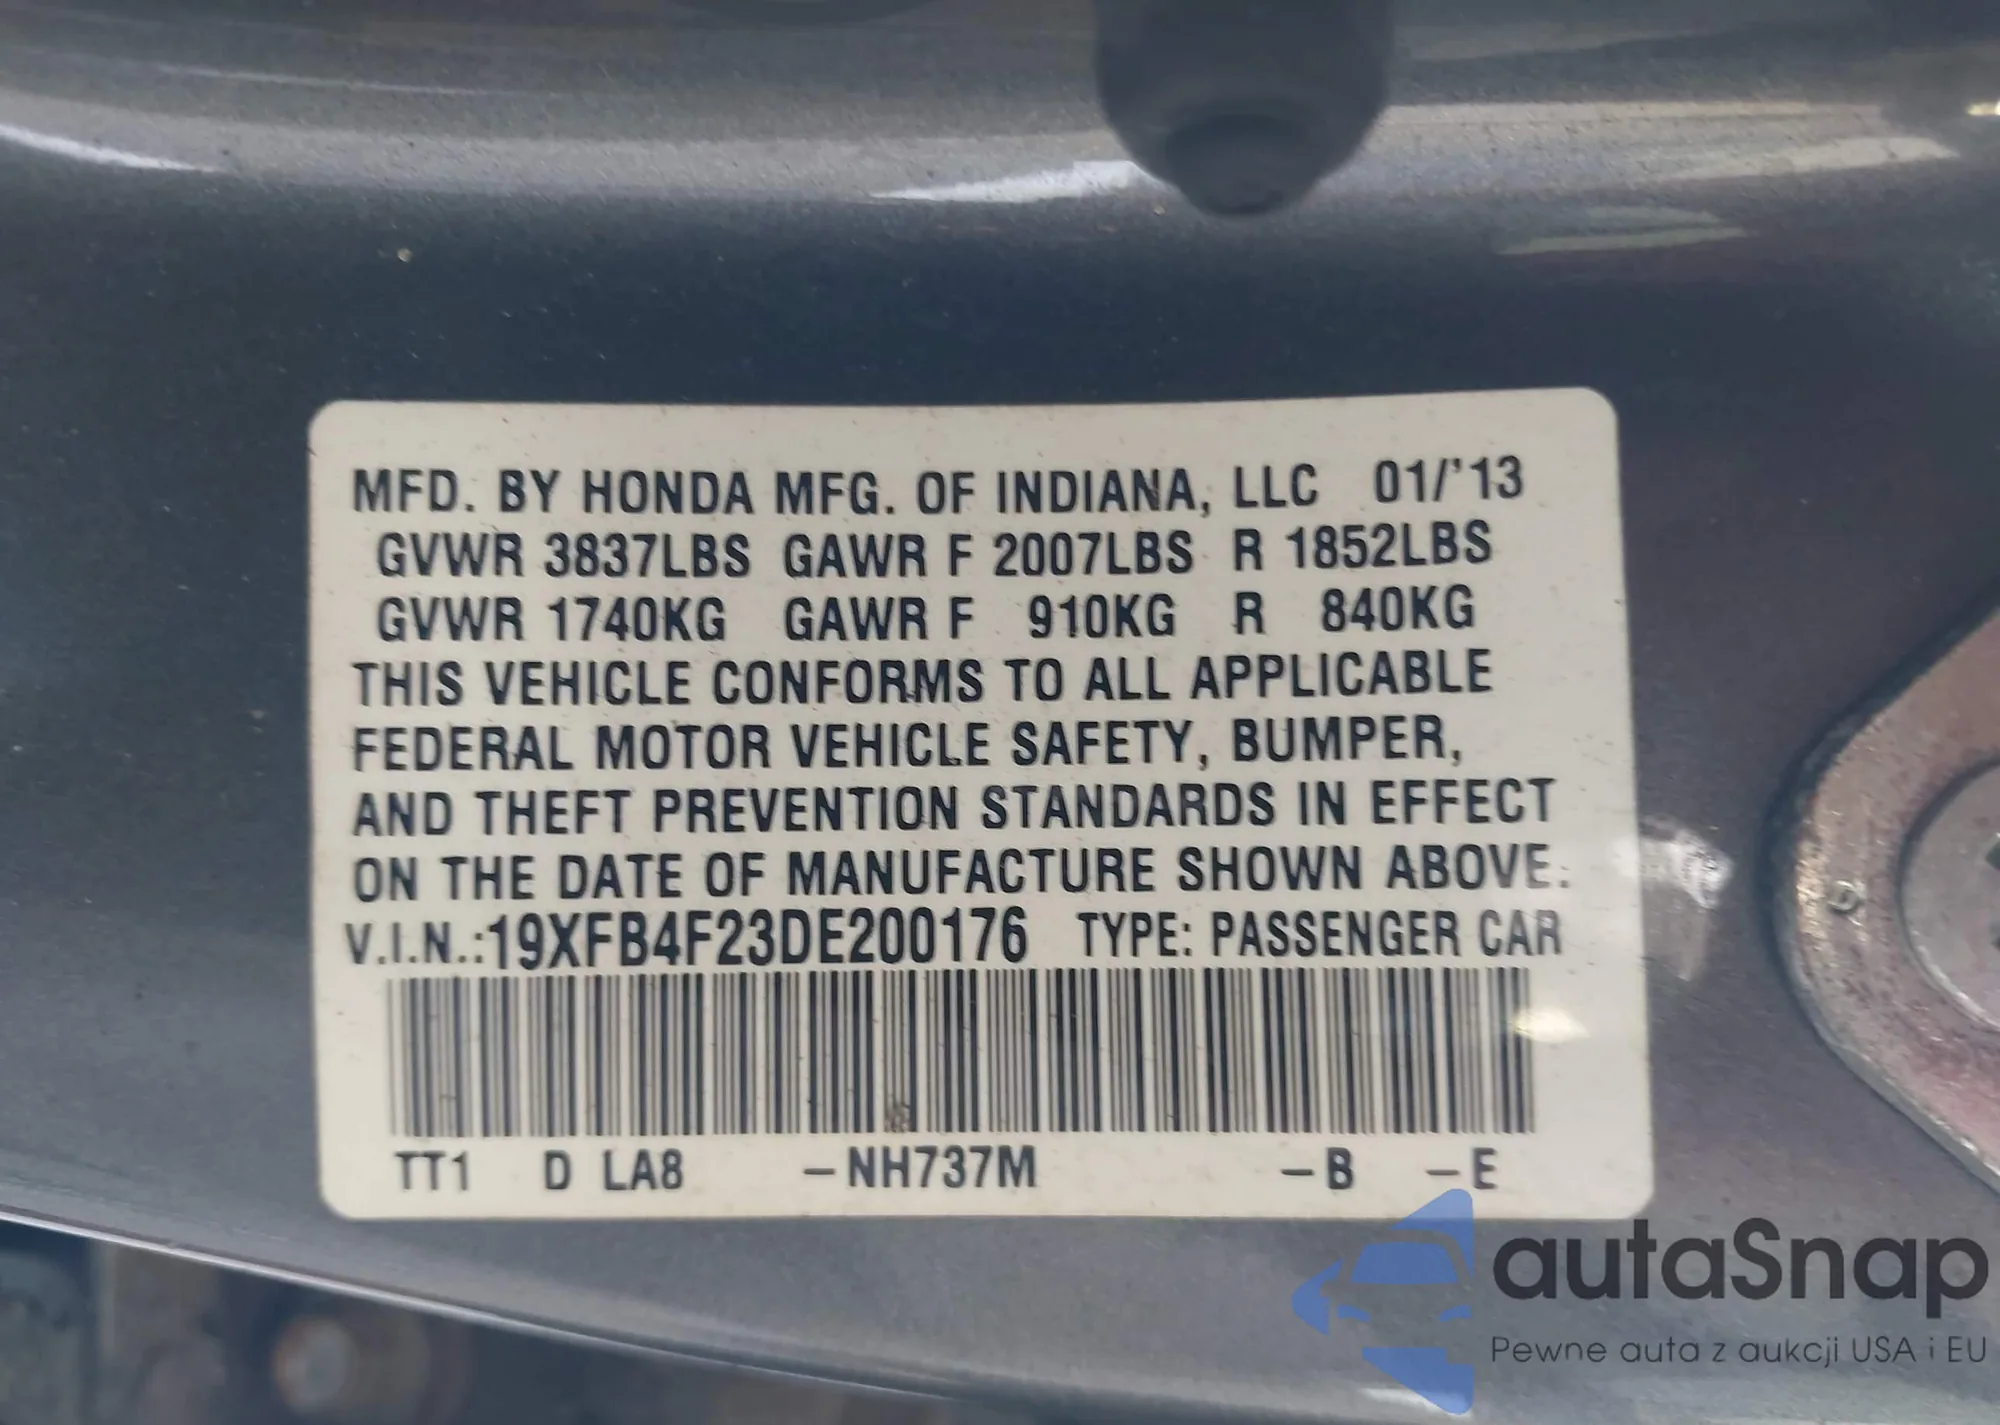 MFD. BY HONDA MFG. OF INDIANA, LLC 01/'13
GVWR 3837LBS GAWR F 2007LBS R 1852LBS
GVWR 1740KG GAWR F 910KG R 840KG
THIS VEHICLE CONFORMS TO ALL APPLICABLE
FEDERAL MOTOR VEHICLE SAFETY, BUMPER,
AND THEFT PREVENTION STANDARDS IN EFFECT
ON THE DATE OF MANUFACTURE SHOWN ABOVE.
V.I.N.:19XFB4F23DE200176 TYPE: PASSENGER CAR
TT1 D LA8 –NH737M –B –E
autaSnap
Pewne auta z aukcji USA i EU